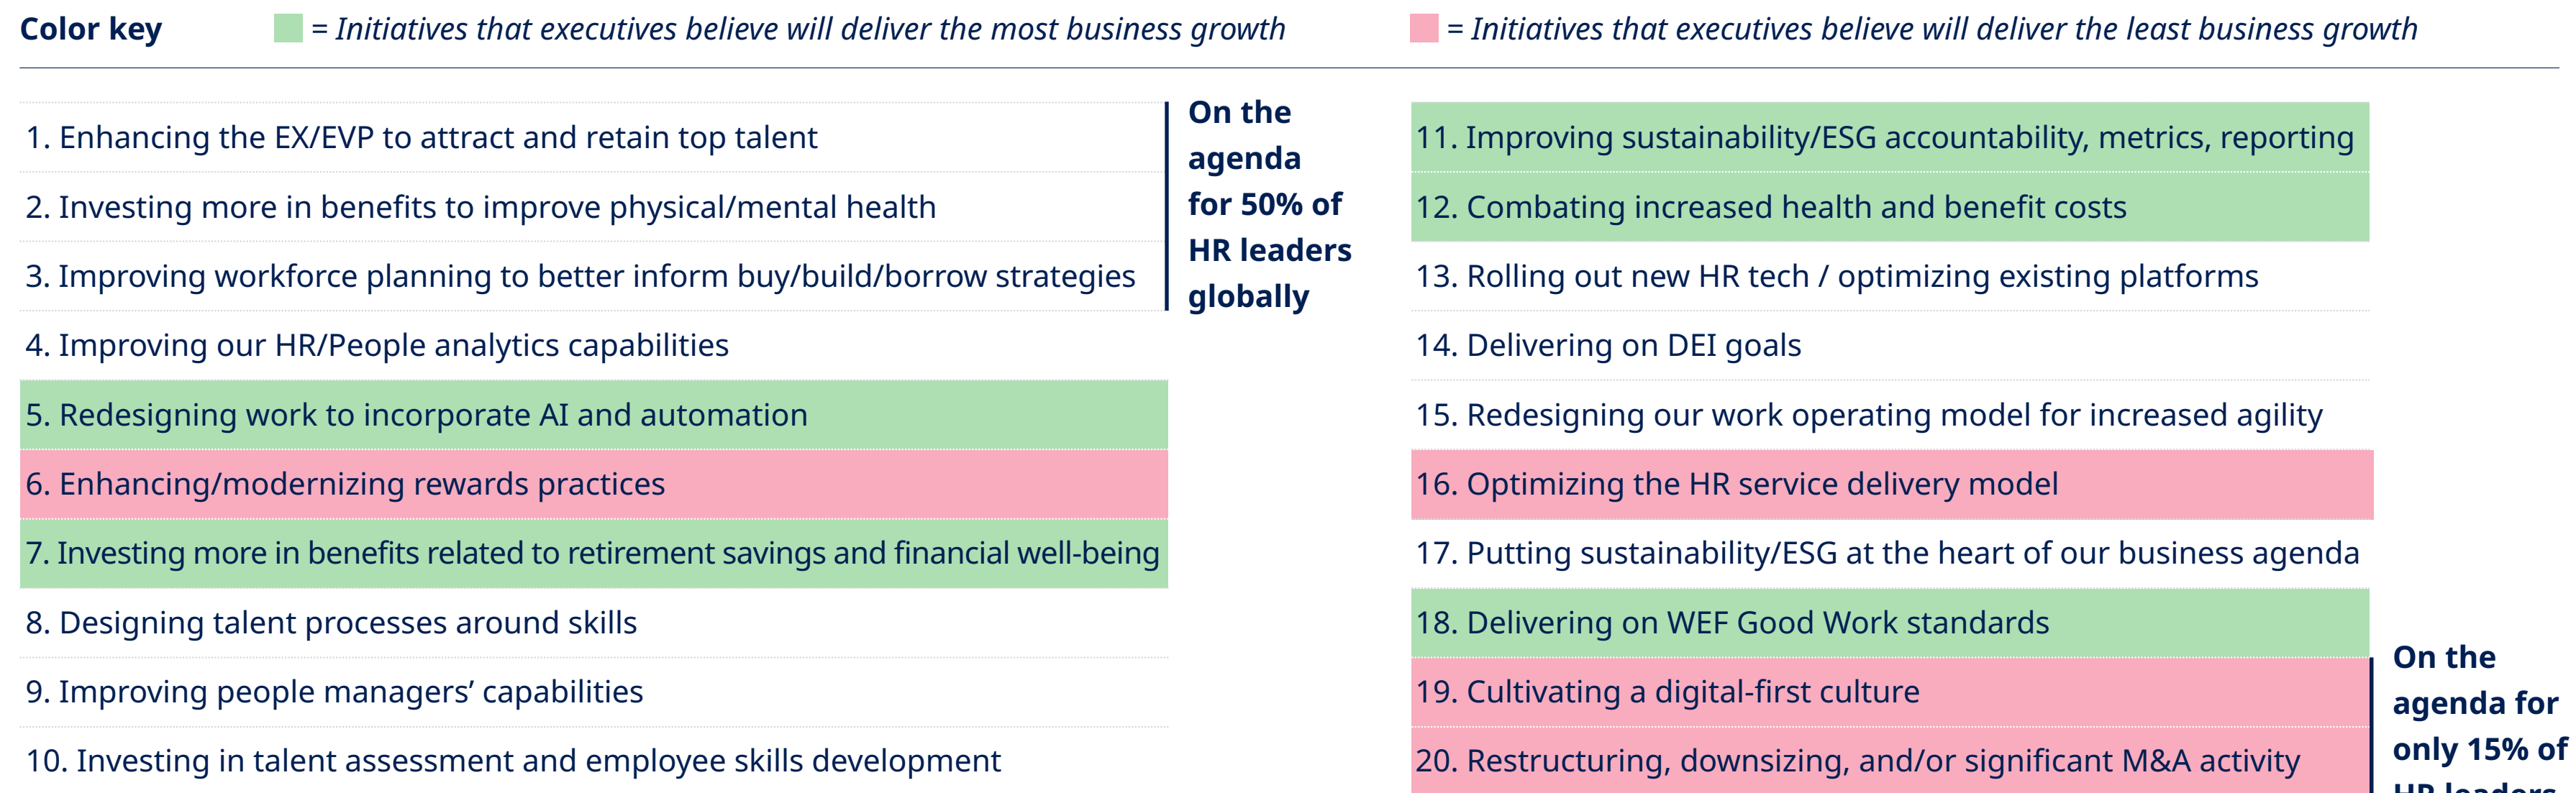 Color key
= Initiatives that executives believe will deliver the most business growth
= Initiatives that executives believe will deliver the least business growth
1. Enhancing the EX/EVP to attract and retain top talent
2. Investing more in benefits to improve physical/mental health
3. Improving workforce planning to better inform buy/build/borrow strategies
On the
agenda
for 50% of
HR leaders
globally
4. Improving our HR/People analytics capabilities
5. Redesigning work to incorporate AI and automation
6. Enhancing/modernizing rewards practices
7. Investing more in benefits related to retirement savings and financial well-being
8. Designing talent processes around skills
9. Improving people managers’ capabilities
10. Investing in talent assessment and employee skills development
11. Improving sustainability/ESG accountability, metrics, reporting
12. Combating increased health and benefit costs
13. Rolling out new HR tech / optimizing existing platforms
14. Delivering on DEI goals
15. Redesigning our work operating model for increased agility
16. Optimizing the HR service delivery model
17. Putting sustainability/ESG at the heart of our business agenda
18. Delivering on WEF Good Work standards
19. Cultivating a digital-first culture
20. Restructuring, downsizing, and/or significant M&A activity
On the
agenda for
only 15% of
HR leaders